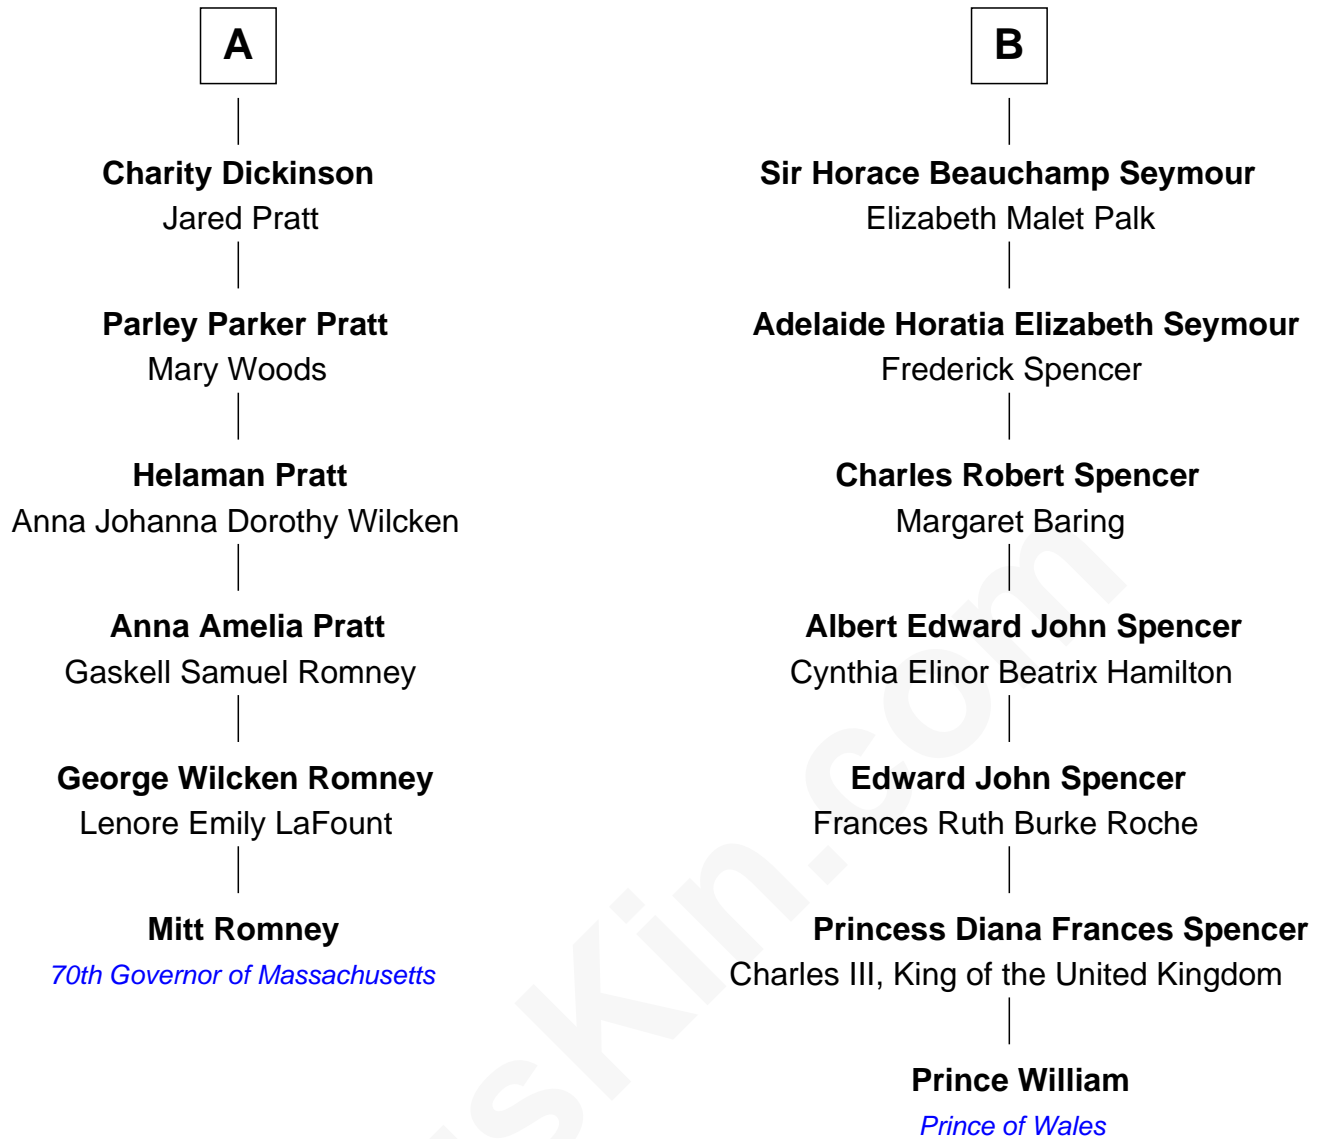 A
Charity Dickinson
Jared Pratt
Parley Parker Pratt
Mary Woods
Helaman Pratt
Anna Johanna Dorothy Wilcken
Anna Amelia Pratt
Gaskell Samuel Romney
George Wilcken Romney
Lenore Emily LaFount
Mitt Romney
70th Governor of Massachusetts
B
Sir Horace Beauchamp Seymour
Elizabeth Malet Palk
Adelaide Horatia Elizabeth Seymour
Frederick Spencer
Charles Robert Spencer
Margaret Baring
Albert Edward John Spencer
Cynthia Elinor Beatrix Hamilton
Edward John Spencer
Frances Ruth Burke Roche
Princess Diana Frances Spencer
Charles III, King of the United Kingdom
Prince William
Prince of Wales